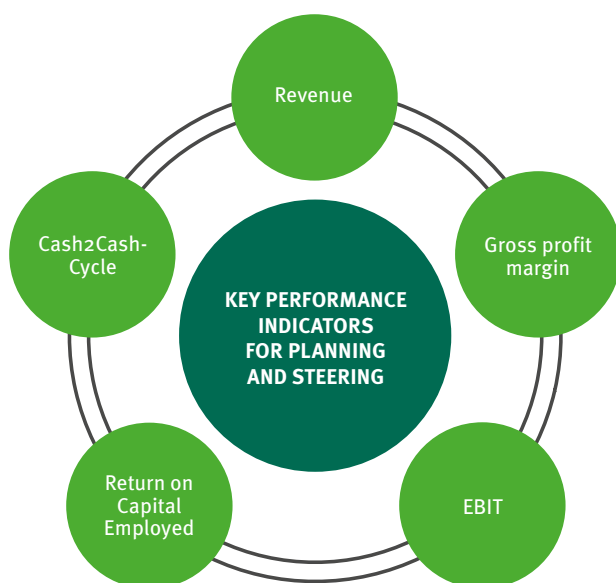 Revenue
Gross profit
margin
EBIT
Return on
Capital
Employed
Cash2Cash-
Cycle
KEY PERFORMANCE
INDICATORS
FOR PLANNING
AND STEERING